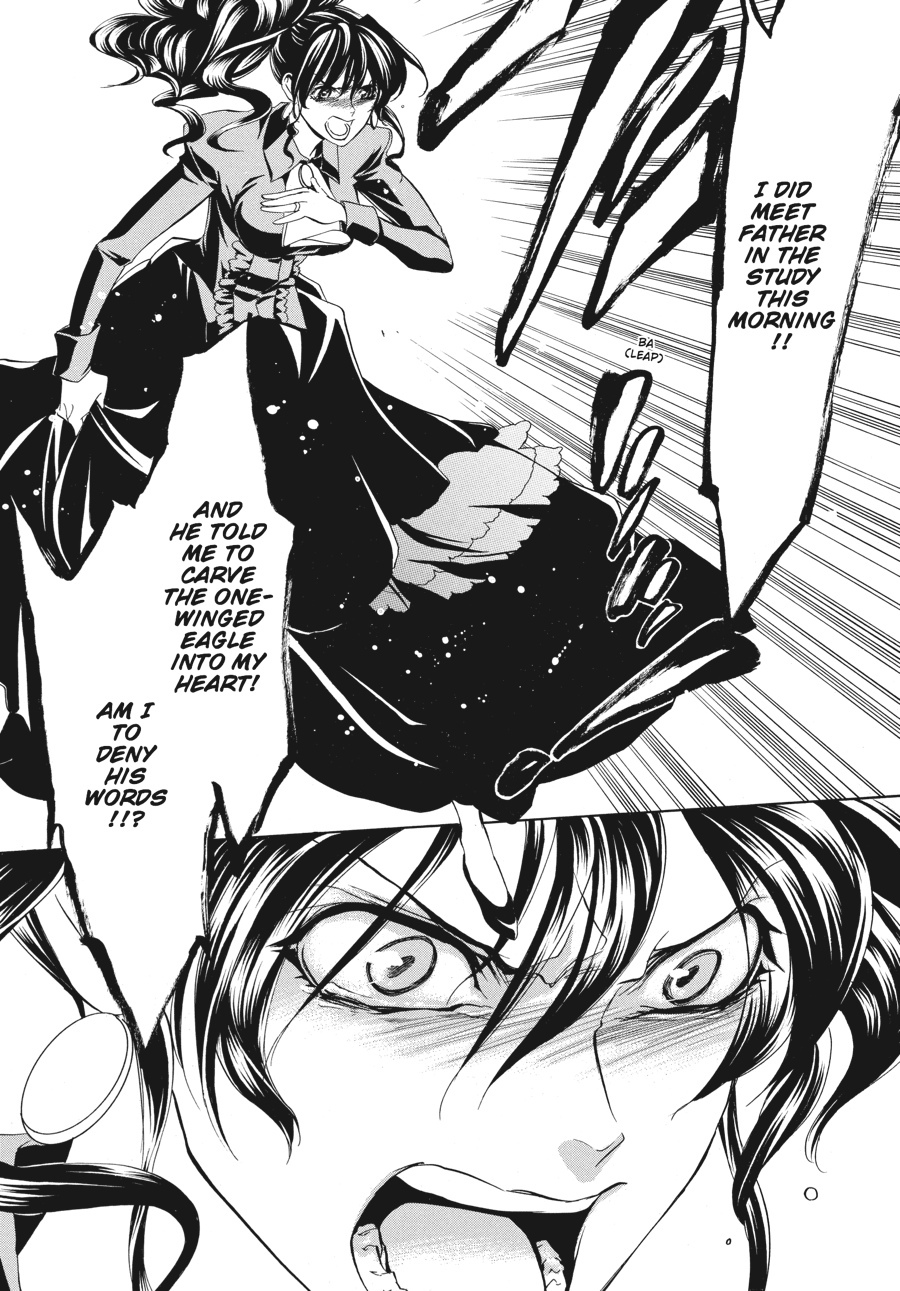 I DID
MEET
FATHER
IN THE
STUDY
THIS
MORNING
!!
BA
(LEAP)
AND
HE TOLD
ME TO
CARVE
THE ONE-
WINGED
EAGLE
INTO MY
HEART!
AM I
TO
DENY
HIS
WORDS
!!?